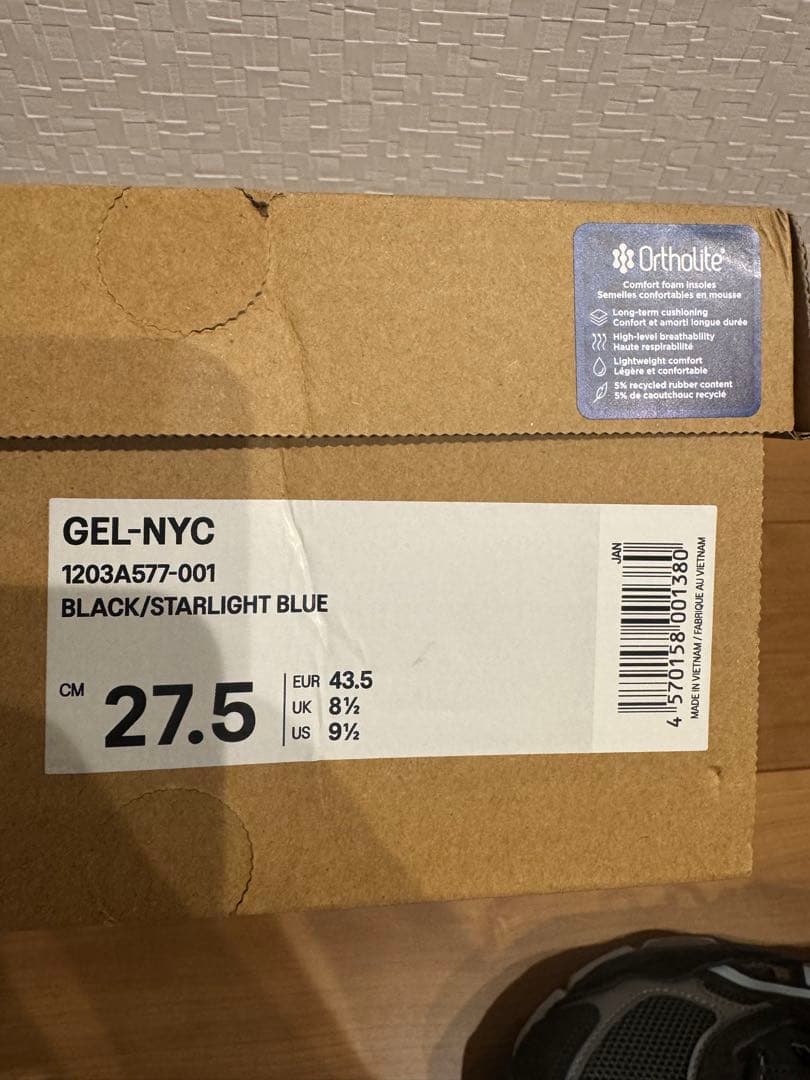 Ortholite®
Comfort foam insoles
Semelles confortables en mousse
Long-term cushioning
Confort et amorti longue durée
High-level breathability
Haute respirabilité
Lightweight comfort
Légère et confortable
5% recycled rubber content
5% de caoutchouc recyclé
GEL-NYC
1203A577-001
BLACK/STARLIGHT BLUE
CM 27.5
EUR 43.5
UK 8½
US 9½
JAN
4 570158 001380
MADE IN VIETNAM / FABRIQUE AU VIETNAM